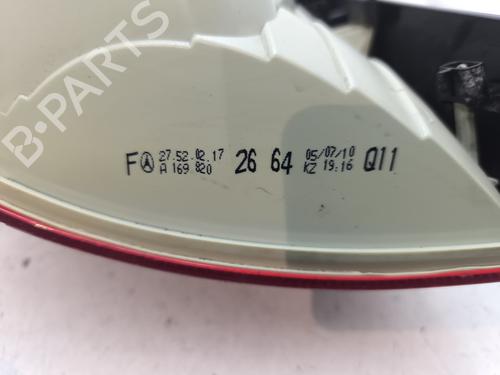 B-PARTS
F 27.52.02.17 26 64 05/07/10 Q11
A 169 820 KZ 19:16